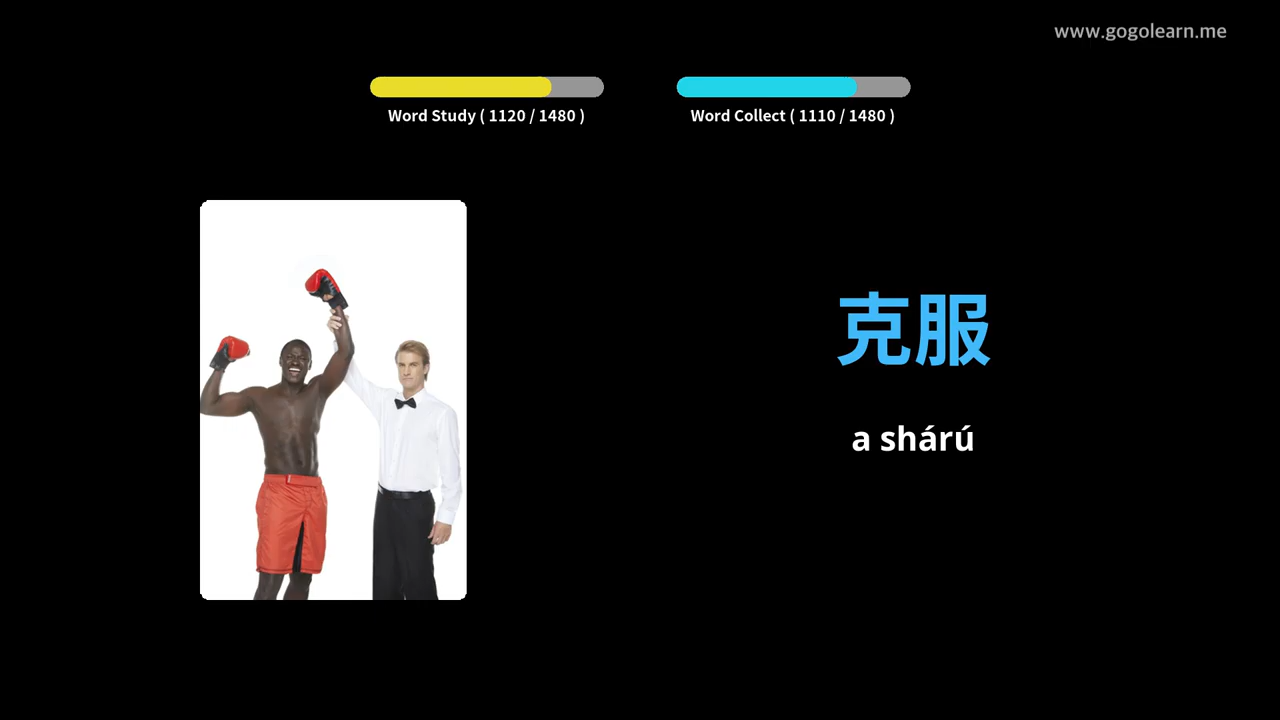 www.gogolearn.me
Word Study ( 1120 / 1480 )
Word Collect ( 1110 / 1480 )
克服
a shárú